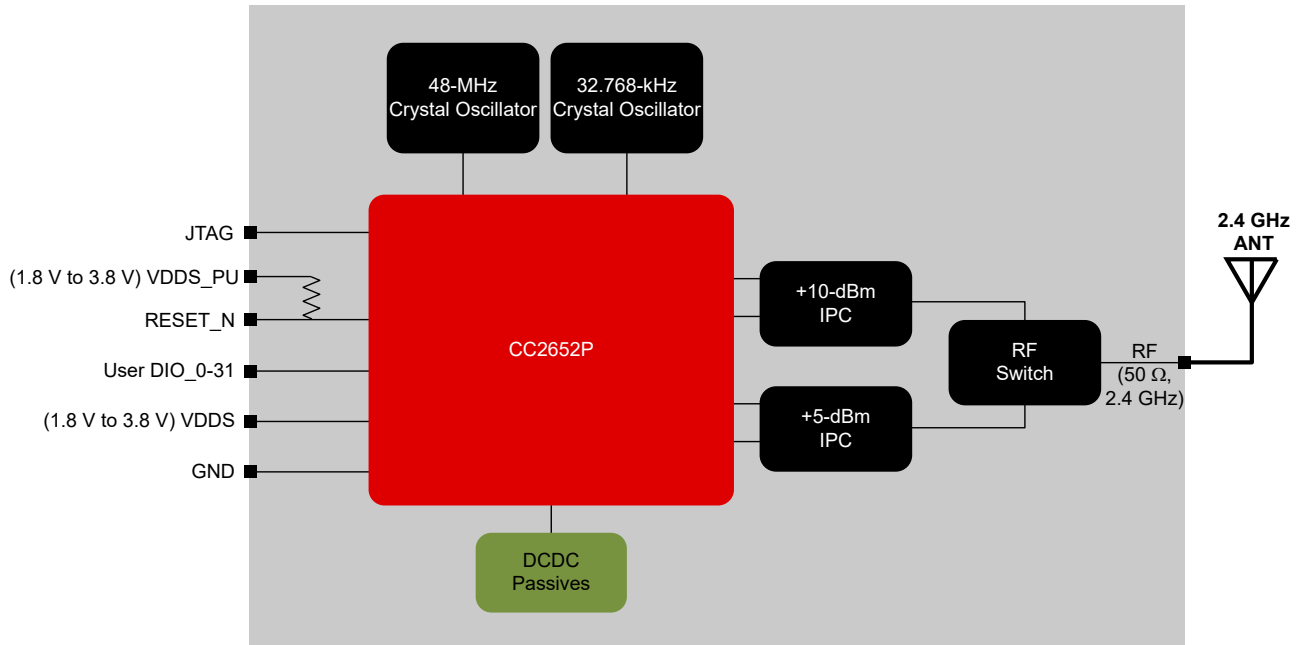 48-MHz
Crystal Oscillator
32.768-kHz
Crystal Oscillator
JTAG
(1.8 V to 3.8 V) VDDS_PU
RESET_N
User DIO_0-31
(1.8 V to 3.8 V) VDDS
GND
CC2652P
+10-dBm
IPC
+5-dBm
IPC
RF
Switch
RF
(50 Ω,
2.4 GHz)
2.4 GHz
ANT
DCDC
Passives